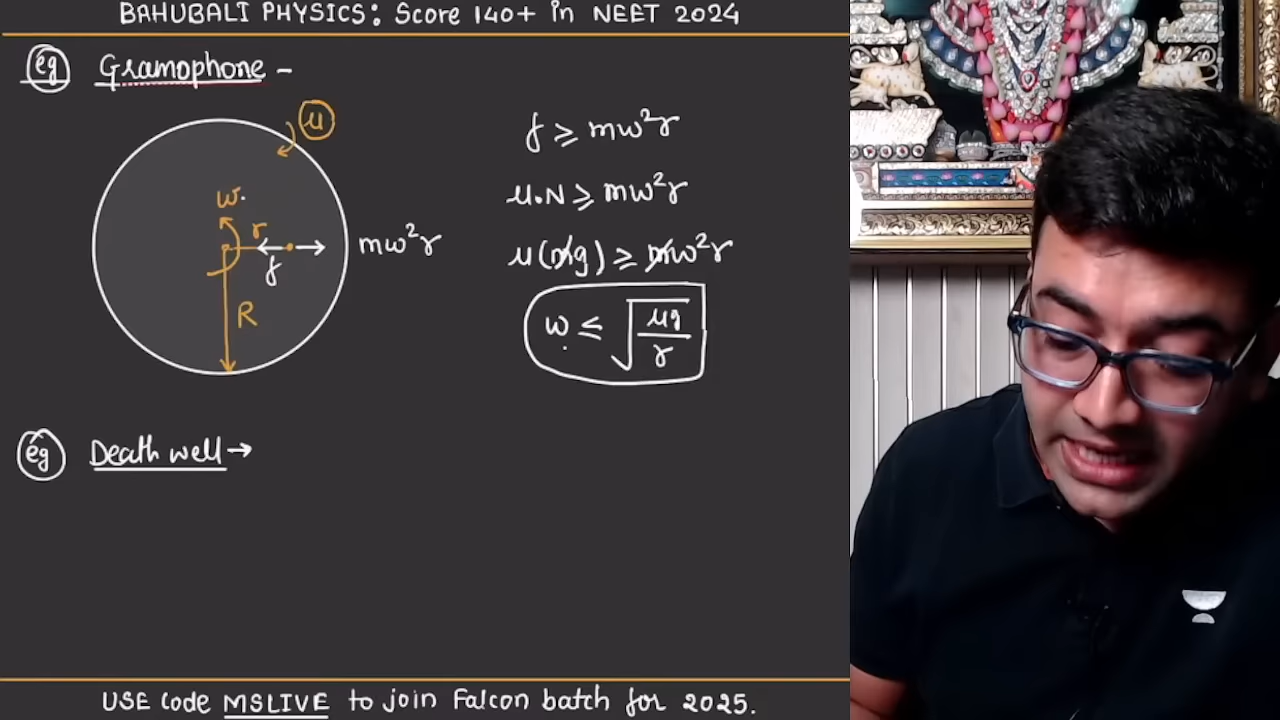 BAHUBALI PHYSICS: Score 140+ in NEET 2024
eg Gramophone -
μ
ω.
r
f
R
mω²r
f ≥ mω²r
μ.N ≥ mω²r
μ(mg) ≥ mω²r
ω ≤ √(μg/r)
eg Death well →
USE Code MSLIVE to join Falcon batch for 2025.